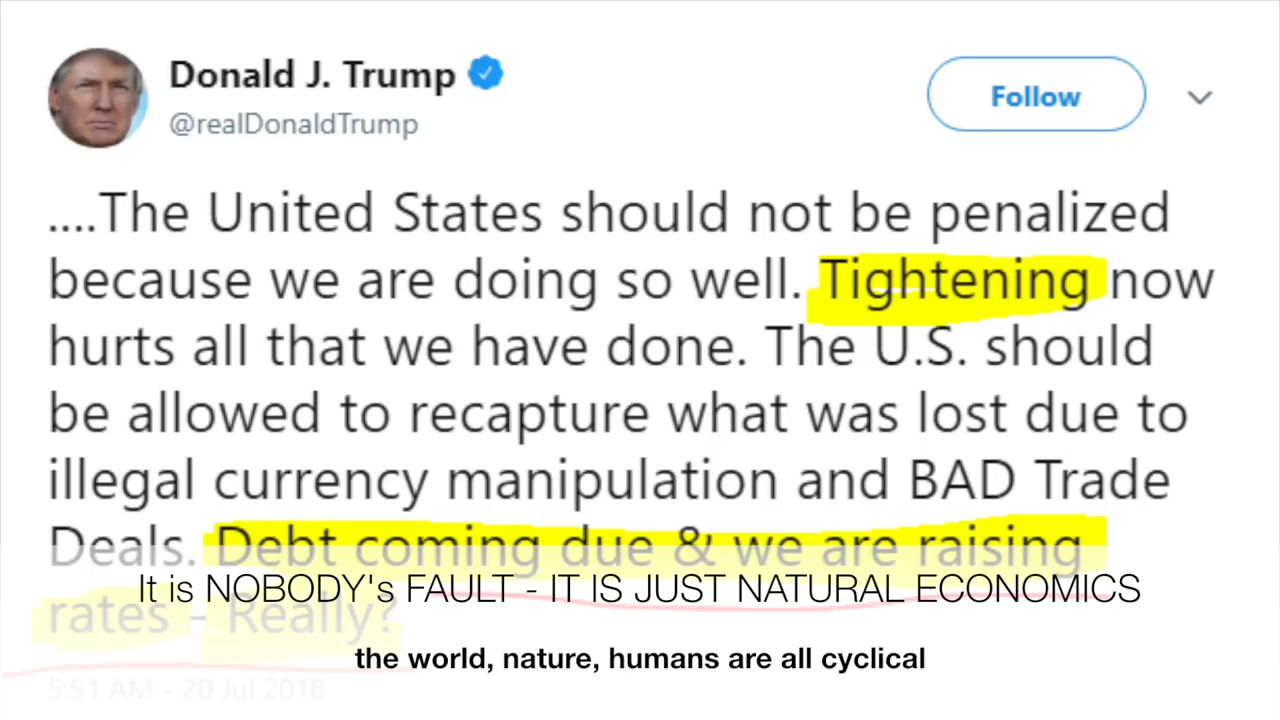 Donald J. Trump
@realDonaldTrump
Follow
....The United States should not be penalized
because we are doing so well. Tightening now
hurts all that we have done. The U.S. should
be allowed to recapture what was lost due to
illegal currency manipulation and BAD Trade
Deals. Debt coming due & we are raising
It is NOBODY's FAULT - IT IS JUST NATURAL ECONOMICS
rates - Really?
the world, nature, humans are all cyclical
5:51 AM - 20 Jul 2018